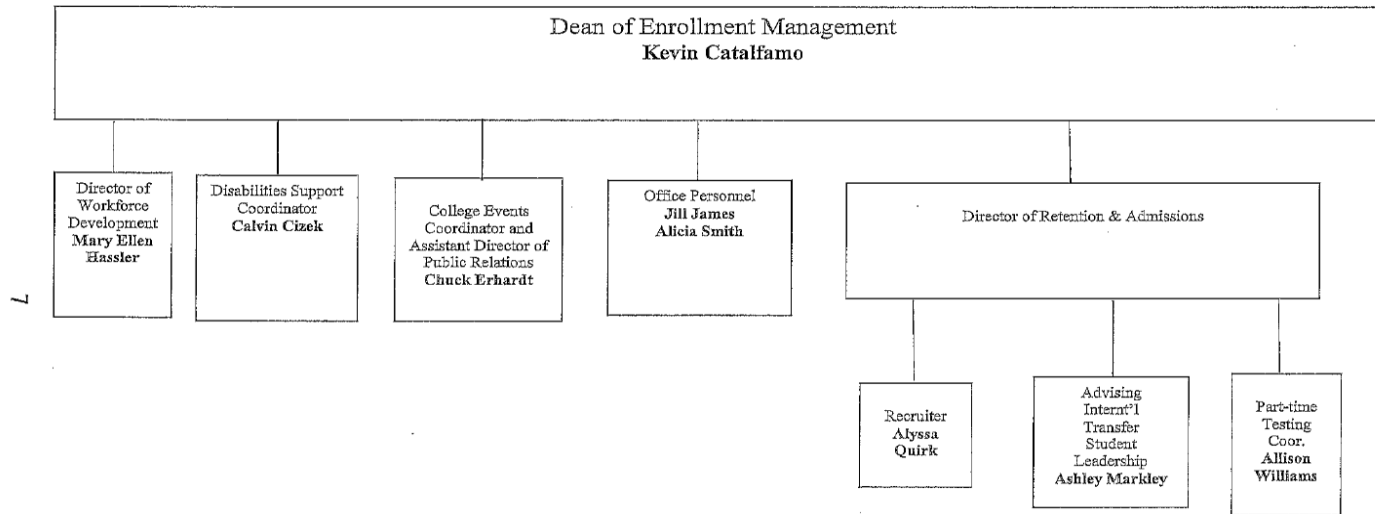 Dean of Enrollment Management
Kevin Catalfamo
Director of
Workforce
Development
Mary Ellen
Hassler
Disabilities Support
Coordinator
Calvin Cizek
College Events
Coordinator and
Assistant Director of
Public Relations
Chuck Erhardt
Office Personnel
Jill James
Alicia Smith
Director of Retention & Admissions
Recruiter
Alyssa
Quirk
Advising
Internt'l
Transfer
Student
Leadership
Ashley Markley
Part-time
Testing
Coor.
Allison
Williams
7